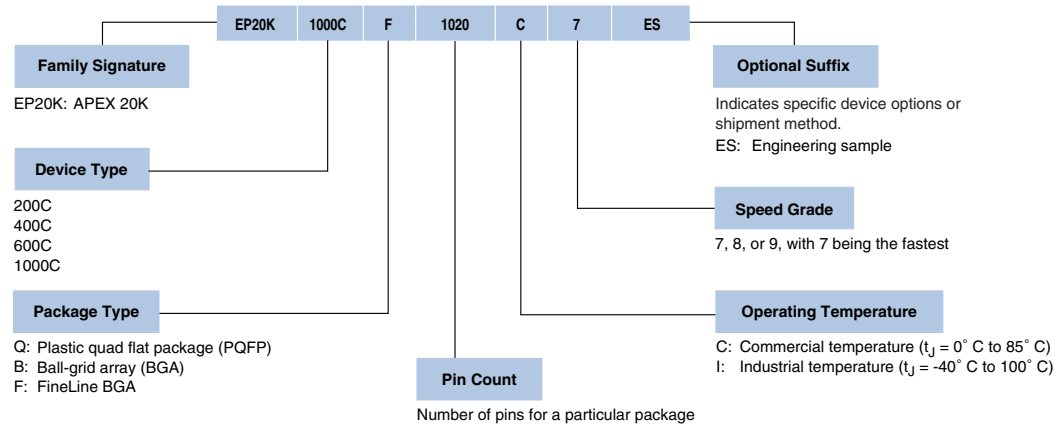 EP20K 1000C F 1020 C 7 ES
Family Signature
EP20K: APEX 20K
Optional Suffix
Indicates specific device options or
shipment method.
ES: Engineering sample
Device Type
200C
400C
600C
1000C
Speed Grade
7, 8, or 9, with 7 being the fastest
Package Type
Q: Plastic quad flat package (PQFP)
B: Ball-grid array (BGA)
F: FineLine BGA
Operating Temperature
C: Commercial temperature (tJ = 0˚ C to 85˚ C)
I: Industrial temperature (tJ = -40˚ C to 100˚ C)
Pin Count
Number of pins for a particular package